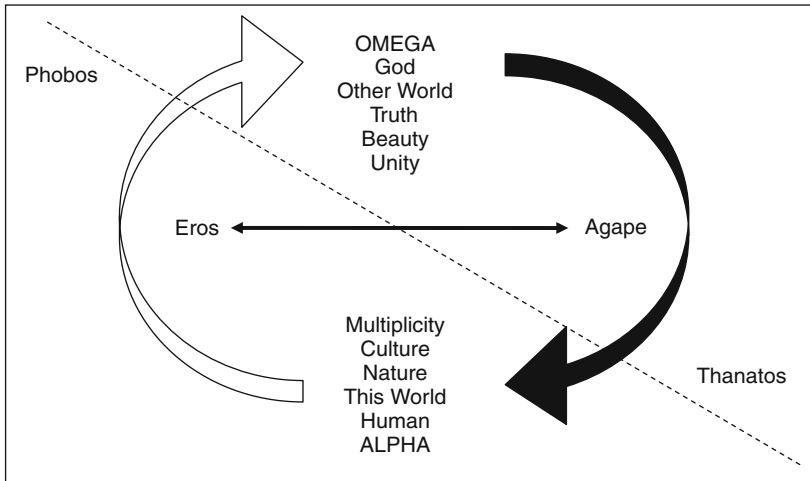 Phobos
OMEGA
God
Other World
Truth
Beauty
Unity
Eros
Agape
Multiplicity
Culture
Nature
This World
Human
ALPHA
Thanatos